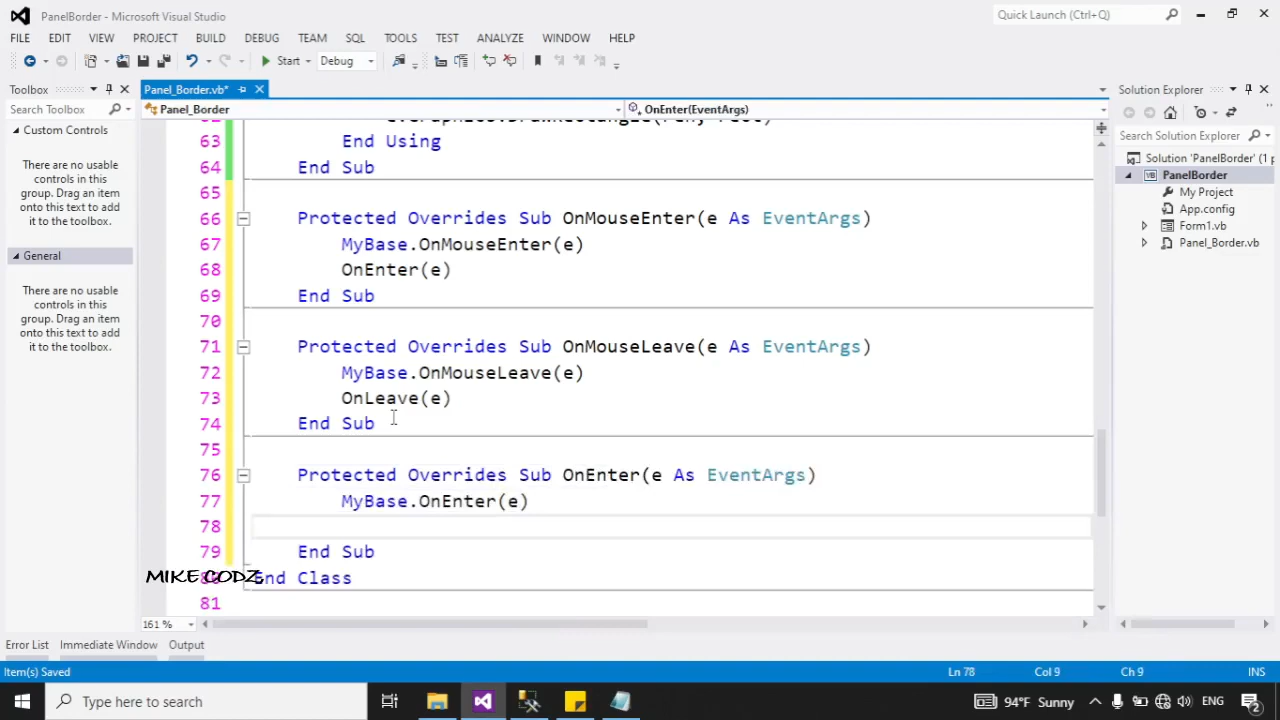 PanelBorder - Microsoft Visual Studio
Quick Launch (Ctrl+Q)
FILE EDIT VIEW PROJECT BUILD DEBUG TEAM SQL TOOLS TEST ANALYZE WINDOW HELP
Start Debug
Toolbox
Panel_Border.vb*
Solution Explorer
Search Toolbox
Panel_Border
OnEnter(EventArgs)
Custom Controls
There are no usable
controls in this
group. Drag an item
onto this text to add
it to the toolbox.
General
There are no usable
controls in this
group. Drag an item
onto this text to add
it to the toolbox.
63 End Using
64 End Sub
65
66 Protected Overrides Sub OnMouseEnter(e As EventArgs)
67 MyBase.OnMouseEnter(e)
68 OnEnter(e)
69 End Sub
70
71 Protected Overrides Sub OnMouseLeave(e As EventArgs)
72 MyBase.OnMouseLeave(e)
73 OnLeave(e)
74 End Sub
75
76 Protected Overrides Sub OnEnter(e As EventArgs)
77 MyBase.OnEnter(e)
78
79 End Sub
End Class
81
MIKE CODZ
161 %
Search Solution Explorer
Solution 'PanelBorder' (1 p
PanelBorder
My Project
App.config
Form1.vb
Panel_Border.vb
Error List Immediate Window Output
Item(s) Saved
Ln 78 Col 9 Ch 9 INS
Type here to search
94°F Sunny
ENG
2